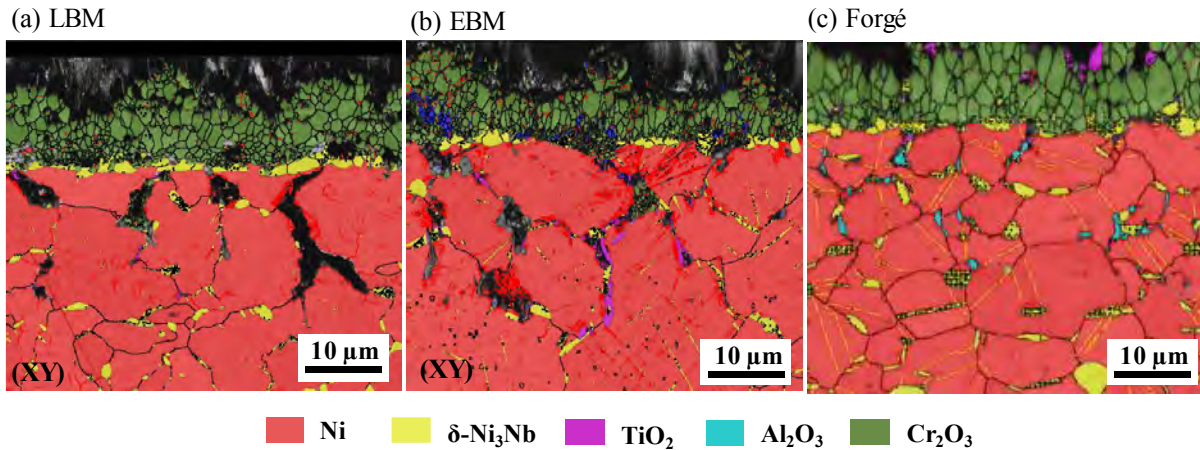 (a) LBM
(b) EBM
(c) Forgé
(XY)
10 µm
(XY)
10 µm
10 µm
Ni
δ-Ni₃Nb
TiO₂
Al₂O₃
Cr₂O₃